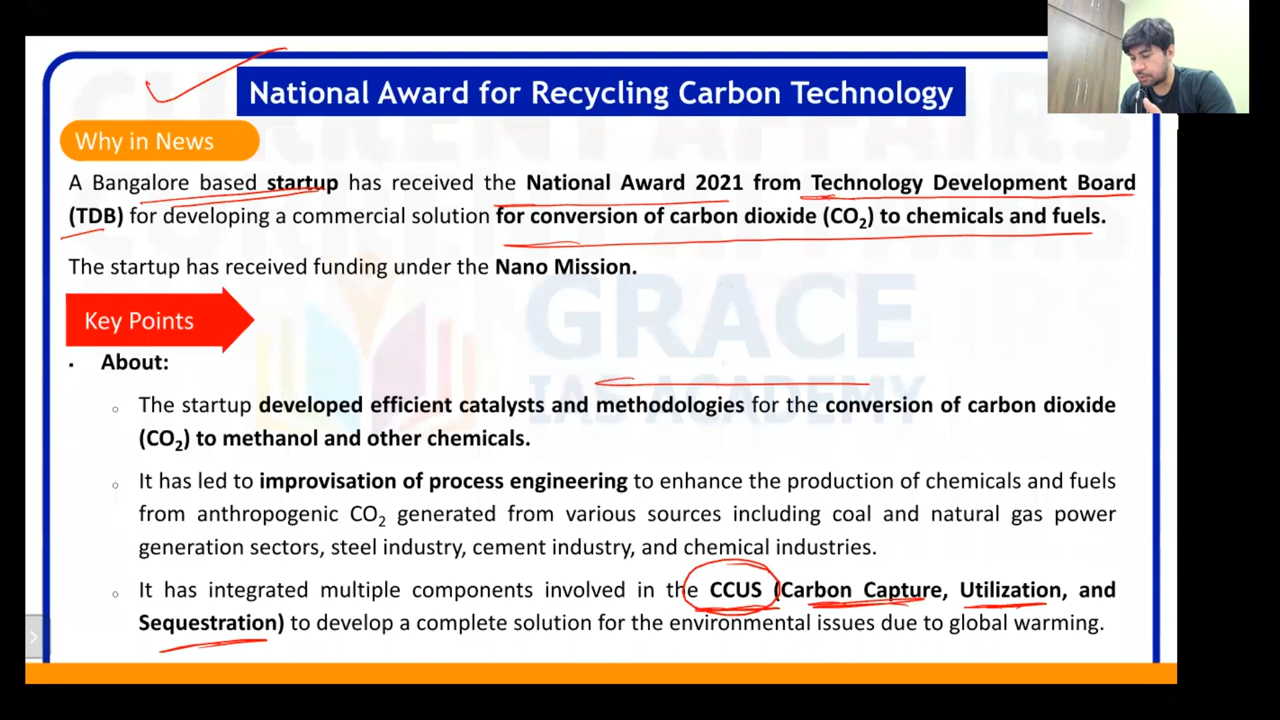 National Award for Recycling Carbon Technology
Why in News
A Bangalore based startup has received the National Award 2021 from Technology Development Board
(TDB) for developing a commercial solution for conversion of carbon dioxide (CO₂) to chemicals and fuels.
The startup has received funding under the Nano Mission.
Key Points
▪ About:
○ The startup developed efficient catalysts and methodologies for the conversion of carbon dioxide
(CO₂) to methanol and other chemicals.
○ It has led to improvisation of process engineering to enhance the production of chemicals and fuels
from anthropogenic CO₂ generated from various sources including coal and natural gas power
generation sectors, steel industry, cement industry, and chemical industries.
○ It has integrated multiple components involved in the CCUS (Carbon Capture, Utilization, and
Sequestration) to develop a complete solution for the environmental issues due to global warming.
CURRENT AFFAIRS
GRACE
IAS ACADEMY